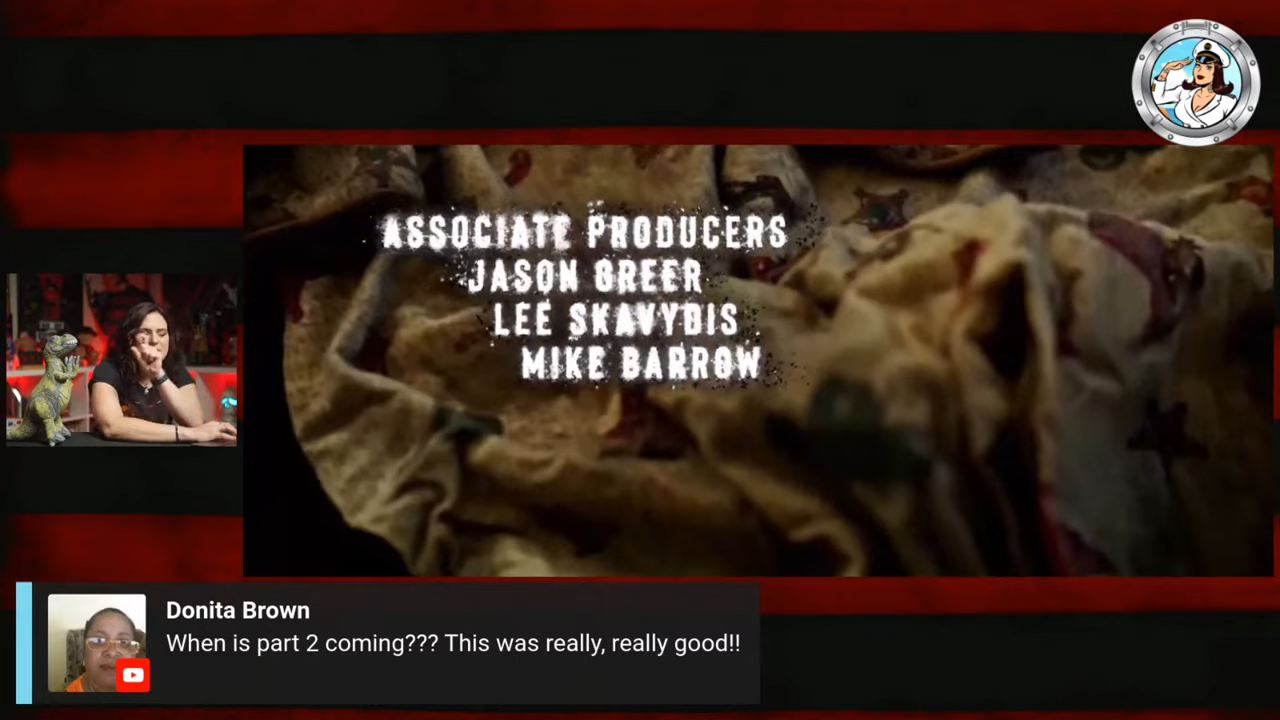 ASSOCIATE PRODUCERS
JASON GREER
LEE SKAVYDIS
MIKE BARROW
Donita Brown
When is part 2 coming??? This was really, really good!!